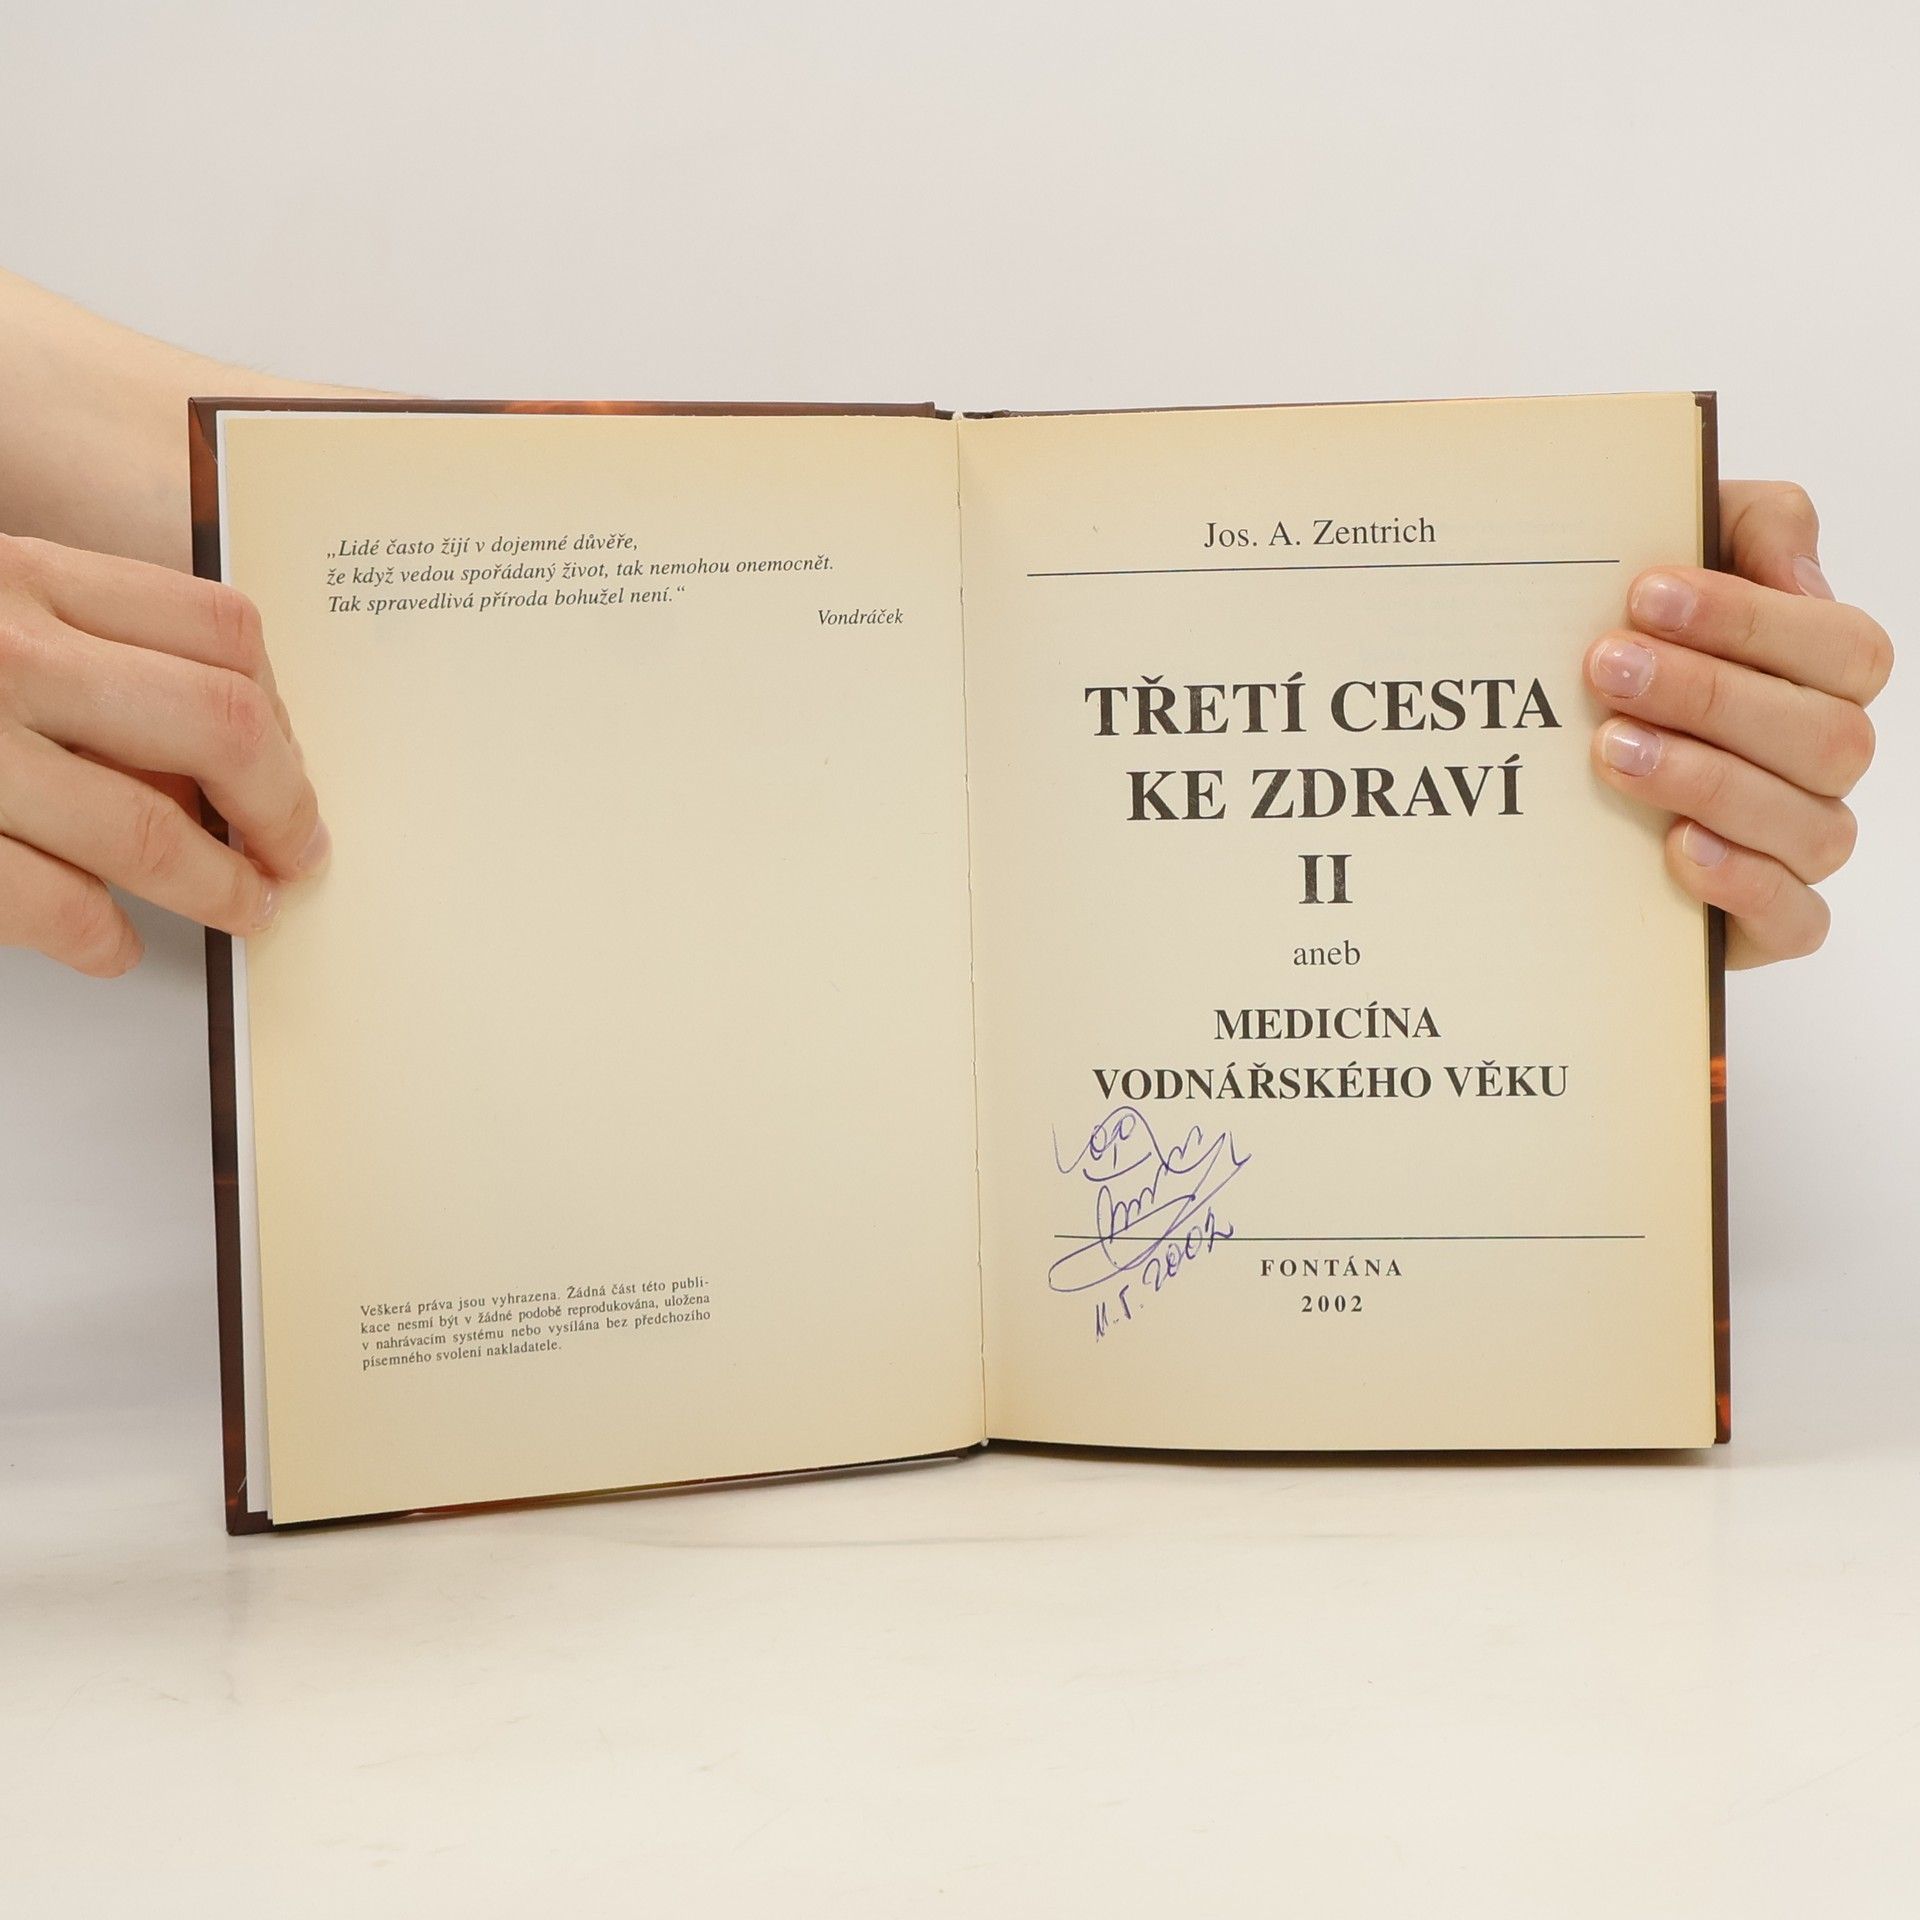 „Lidé často žijí v dojemné důvěře,
že když vedou spořádaný život, tak nemohou onemocnět.
Tak spravedlivá příroda bohužel není.“
Vondráček
Veškerá práva jsou vyhrazena. Žádná část této publi-
kace nesmí být v žádné podobě reprodukována, uložena
v nahrávacím systému nebo vysílána bez předchozího
písemného svolení nakladatele.
Jos. A. Zentrich
TŘETÍ CESTA
KE ZDRAVÍ
II
aneb
MEDICÍNA
VODNÁŘSKÉHO VĚKU
11.5.2002
FONTÁNA
2002